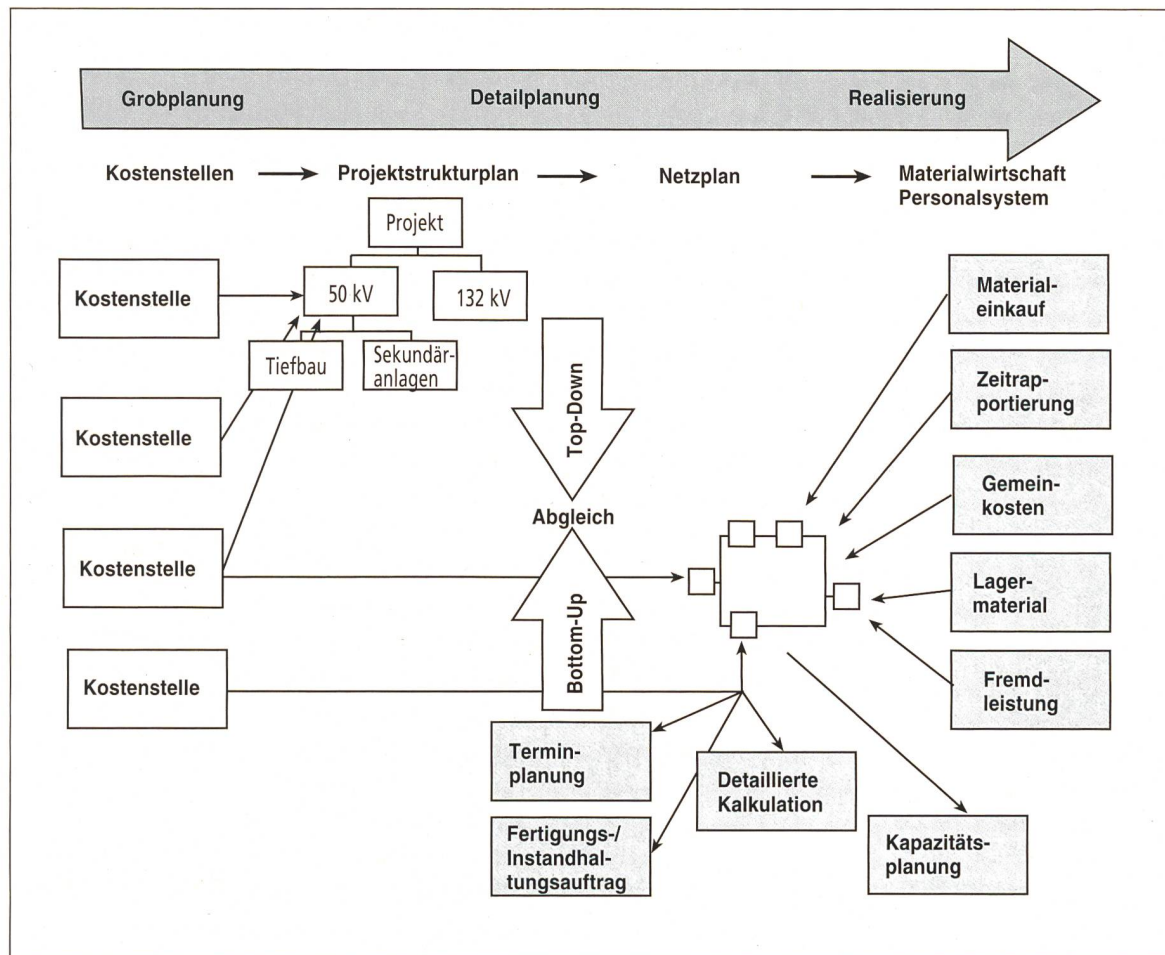 Grobplanung
Detailplanung
Realisierung
Kostenstellen
Projektstrukturplan
Netzplan
Materialwirtschaft
Personalsystem
Projekt
50 kV
132 kV
Tiefbau
Sekundär-
anlagen
Kostenstelle
Kostenstelle
Kostenstelle
Kostenstelle
Top-Down
Abgleich
Bottom-Up
Material-
einkauf
Zeitrap-
portierung
Gemein-
kosten
Lager-
material
Fremd-
leistung
Termin-
planung
Detaillierte
Kalkulation
Fertigungs-/
Instandhal-
tungsauftrag
Kapazitäts-
planung